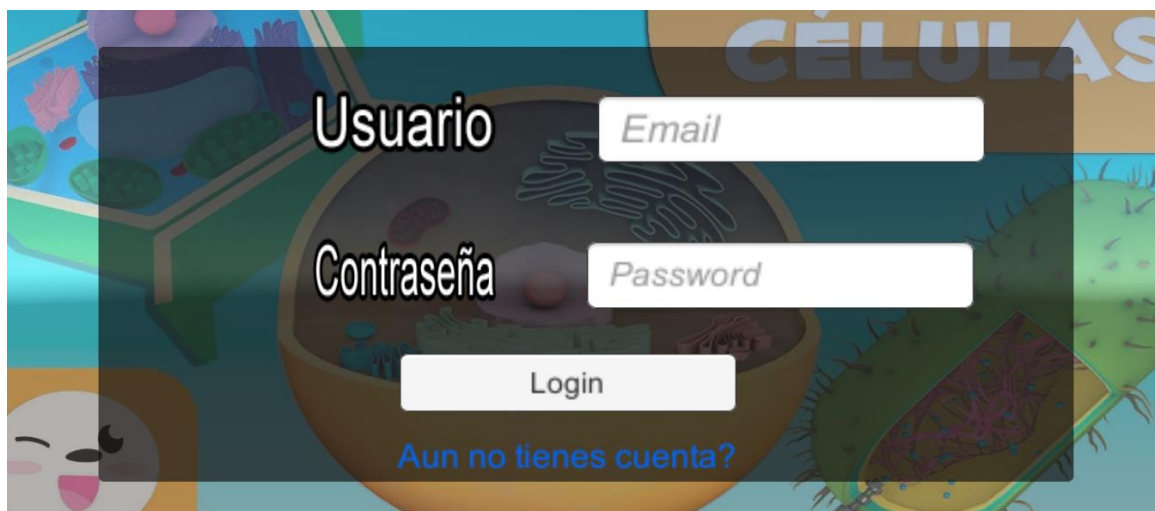 CÉLULAS
Usuario
Email
Contraseña
Password
Login
Aun no tienes cuenta?